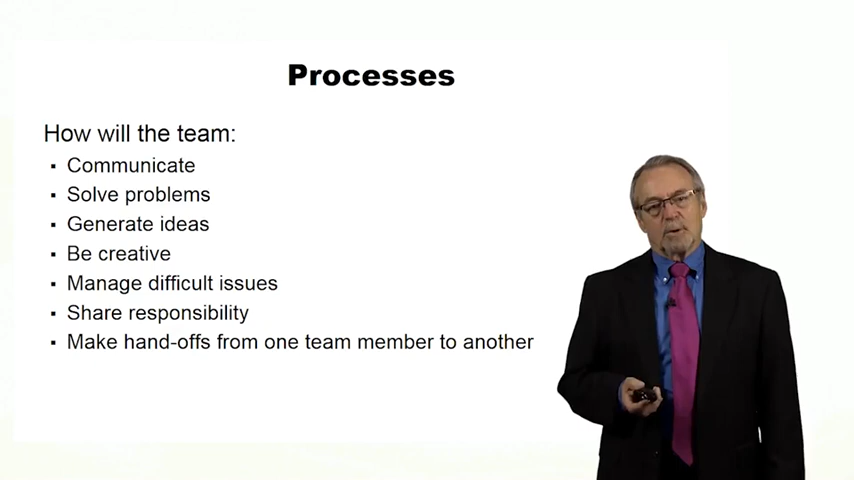 Processes
How will the team:
▪ Communicate
▪ Solve problems
▪ Generate ideas
▪ Be creative
▪ Manage difficult issues
▪ Share responsibility
▪ Make hand-offs from one team member to another